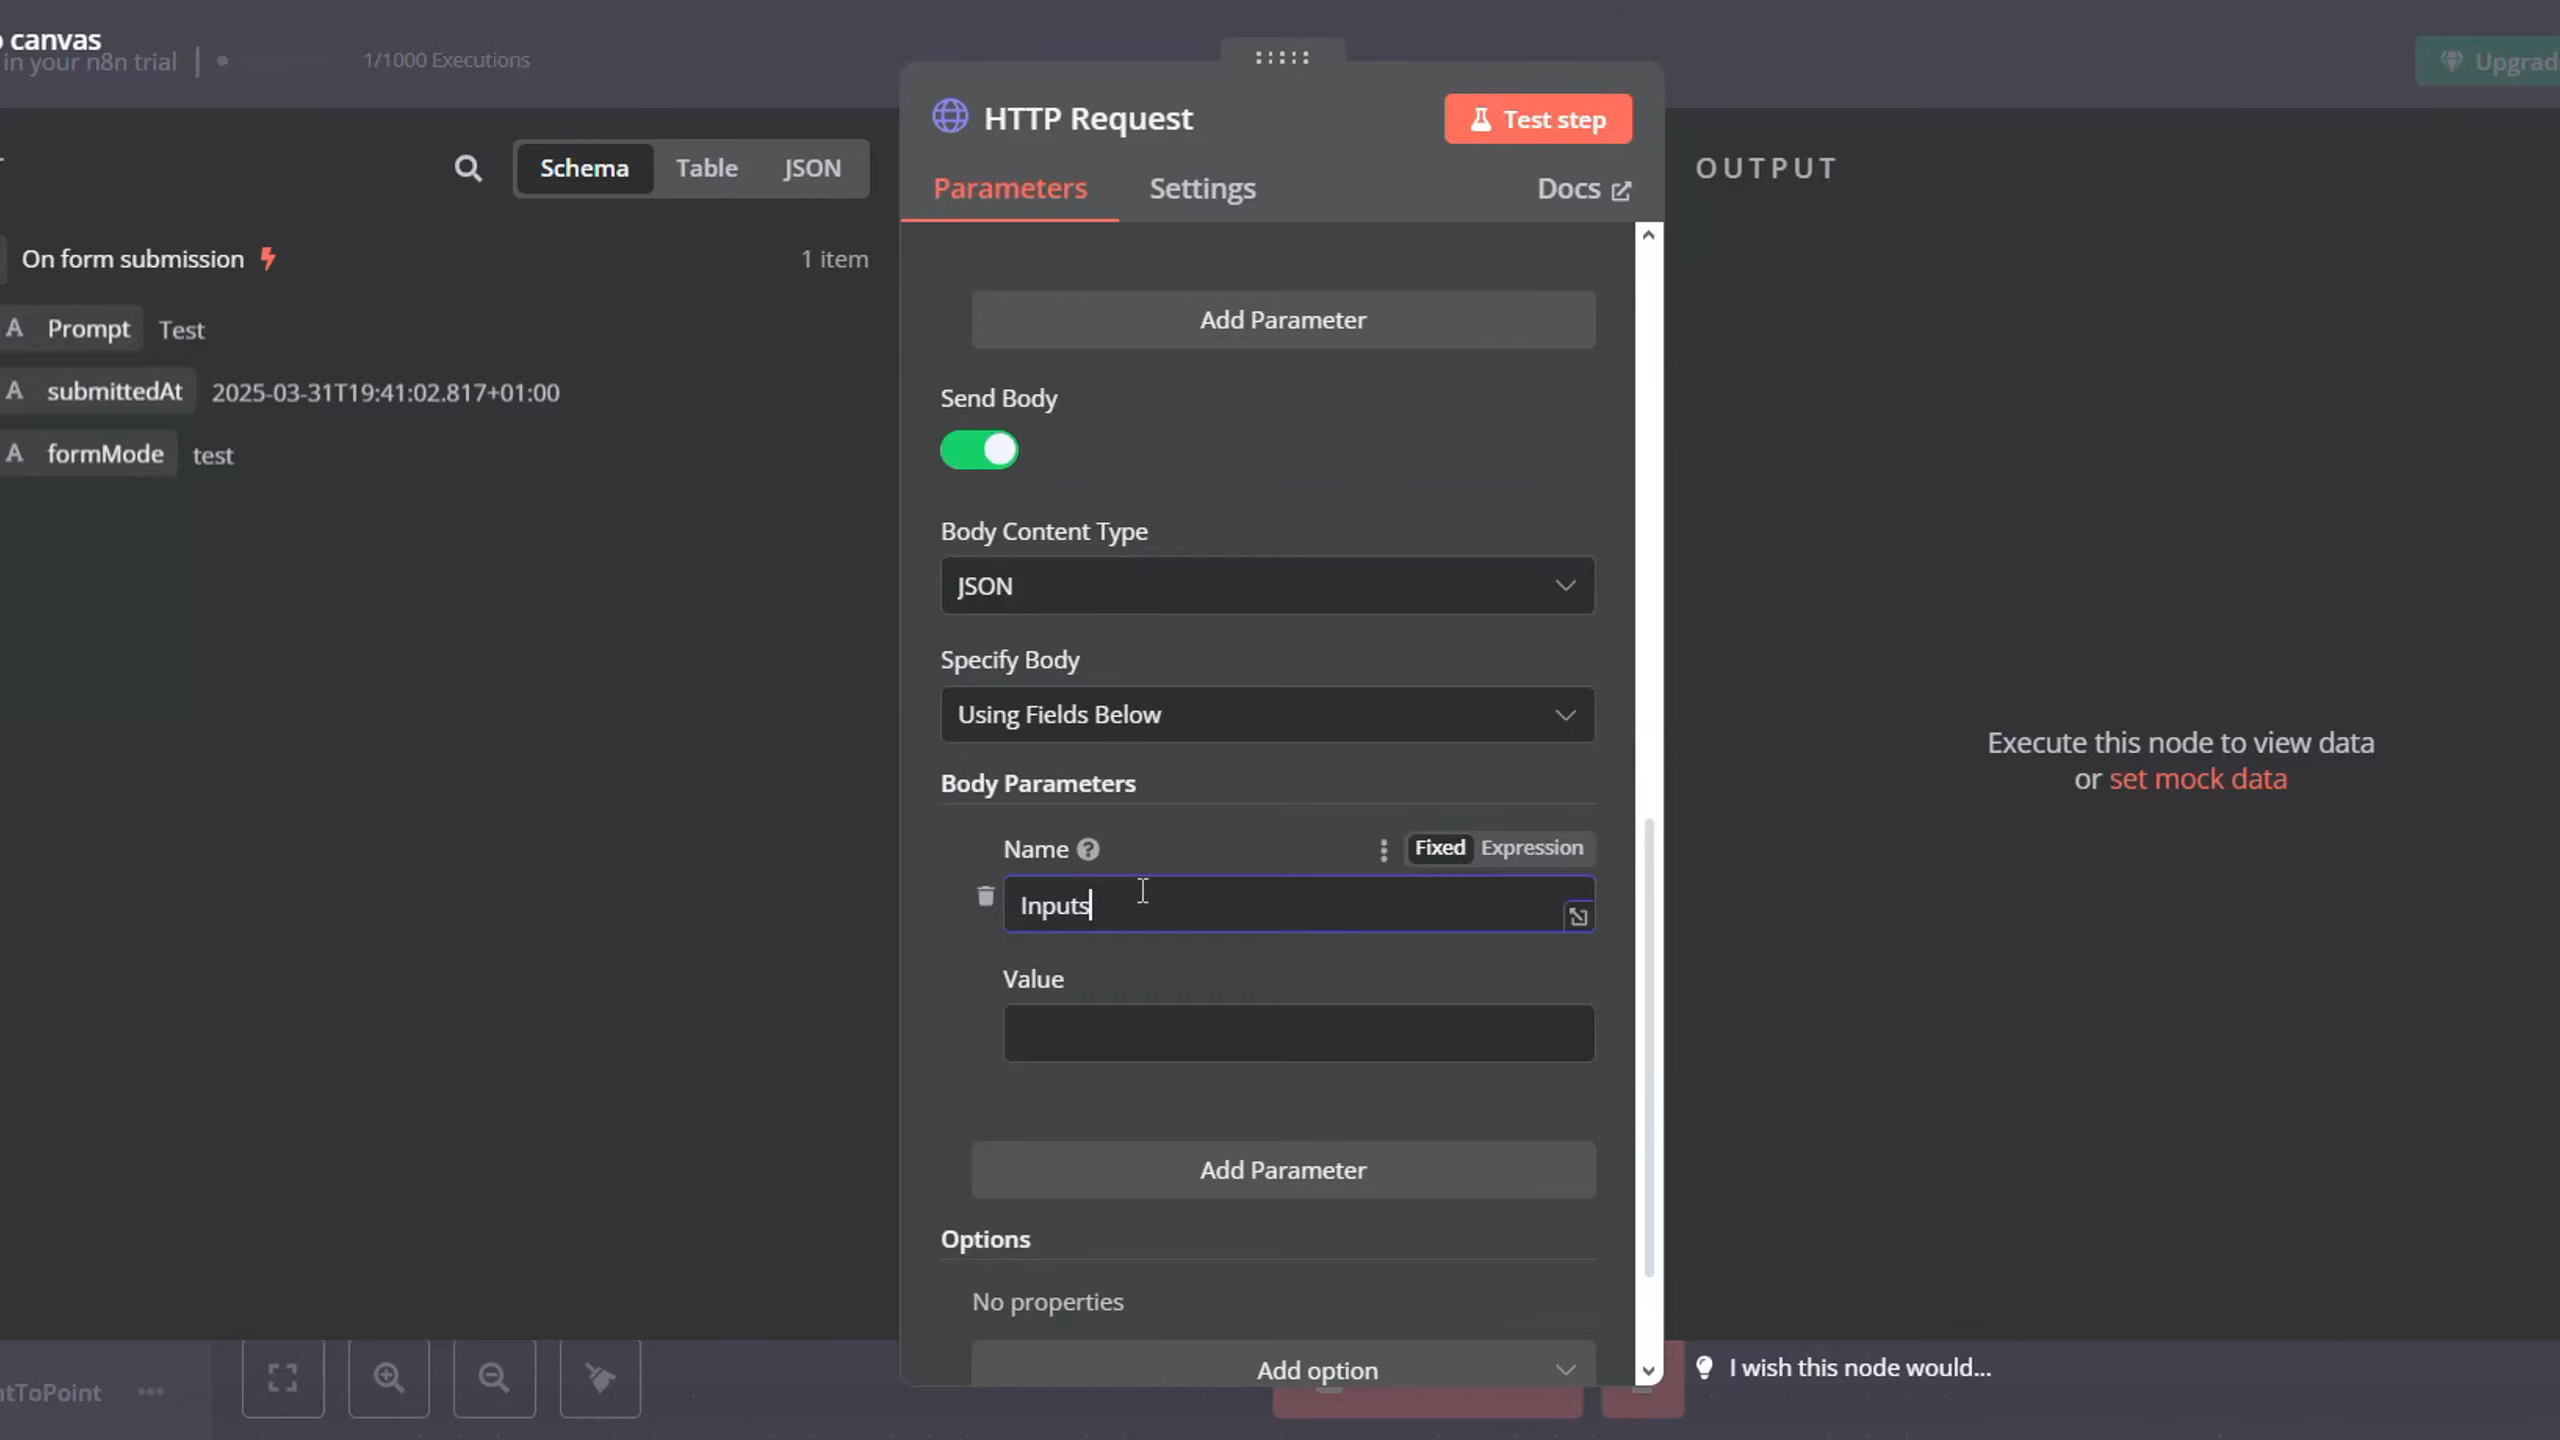 canvas
in your n8n trial
1/1000 Executions
Upgrad
HTTP Request
Test step
Schema
Table
JSON
Parameters
Settings
Docs
OUTPUT
On form submission
1 item
A Prompt Test
A submittedAt 2025-03-31T19:41:02.817+01:00
A formMode test
Add Parameter
Send Body
Body Content Type
JSON
Specify Body
Using Fields Below
Body Parameters
Name ?
Fixed Expression
Inputs
Value
Add Parameter
Options
No properties
Add option
Execute this node to view data
or set mock data
I wish this node would...
ntToPoint